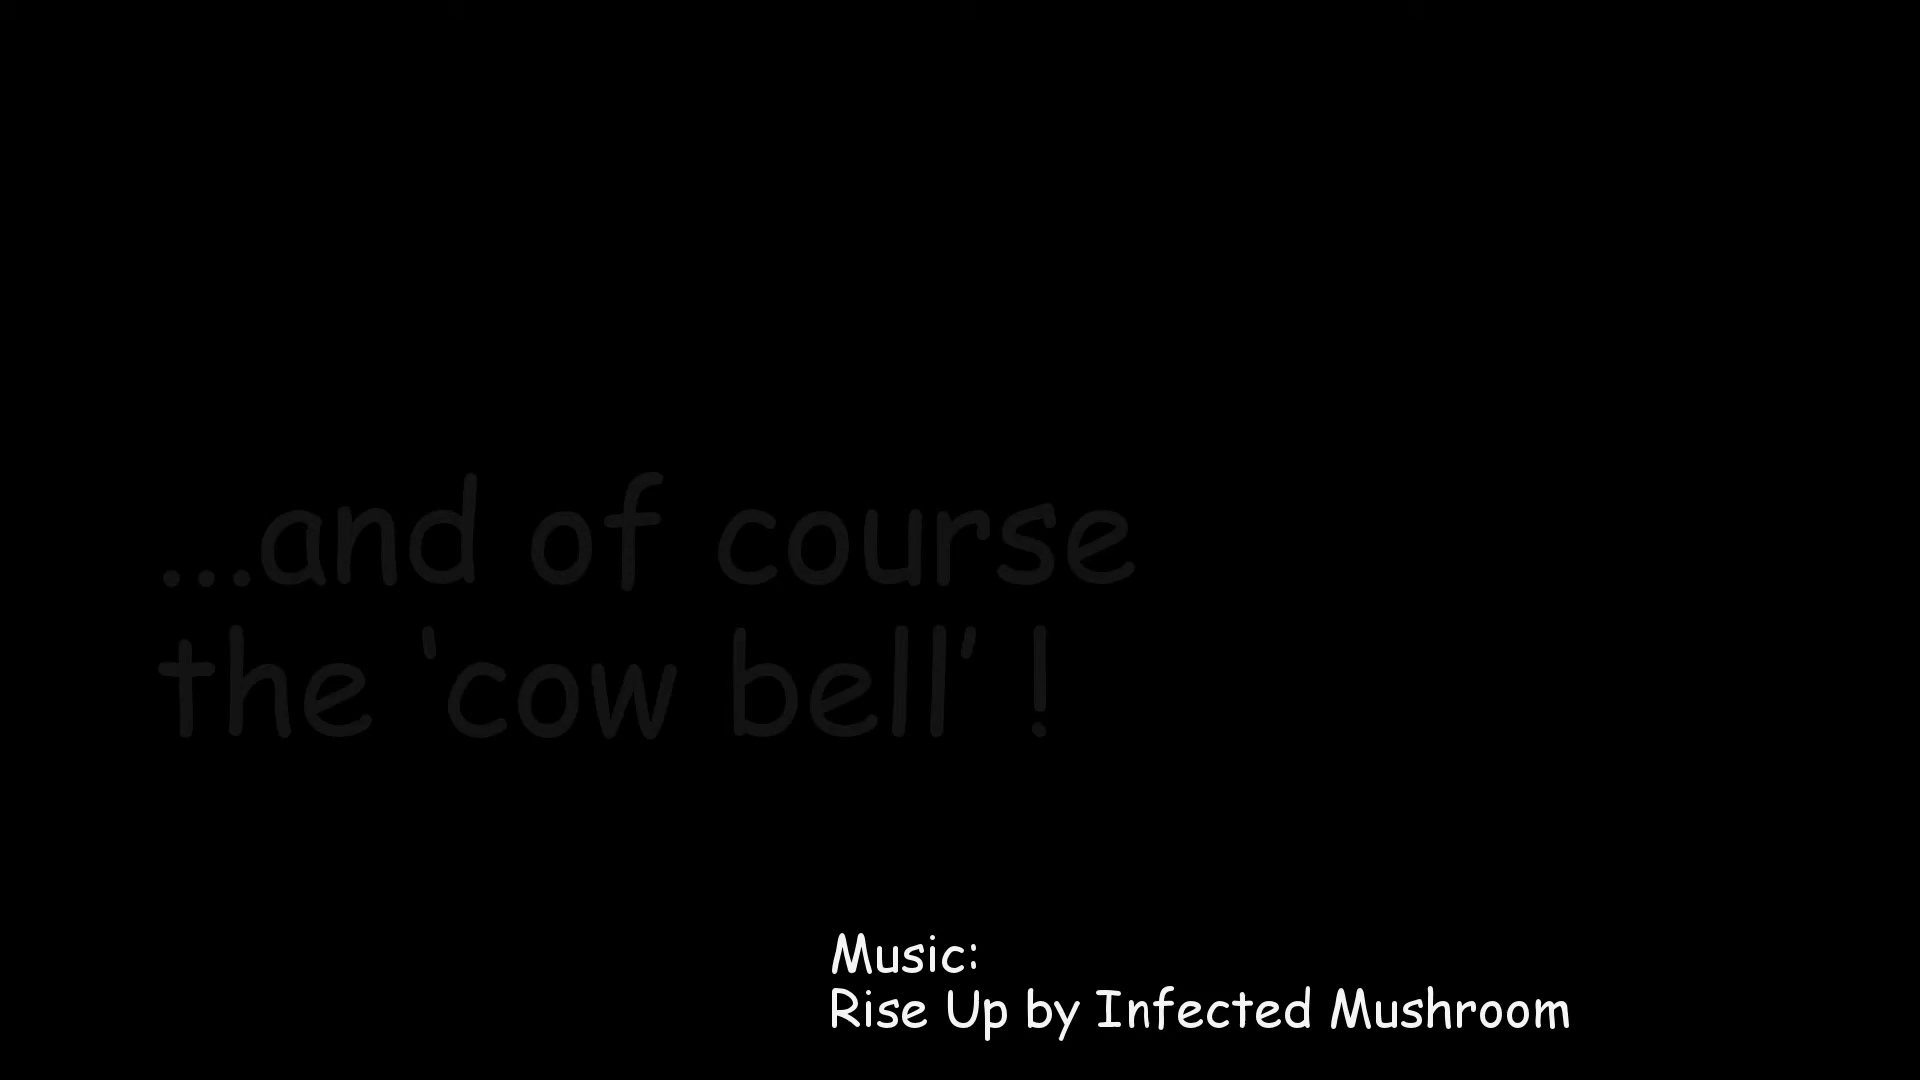 ...and of course
the ‘cow bell’ !
Music:
Rise Up by Infected Mushroom